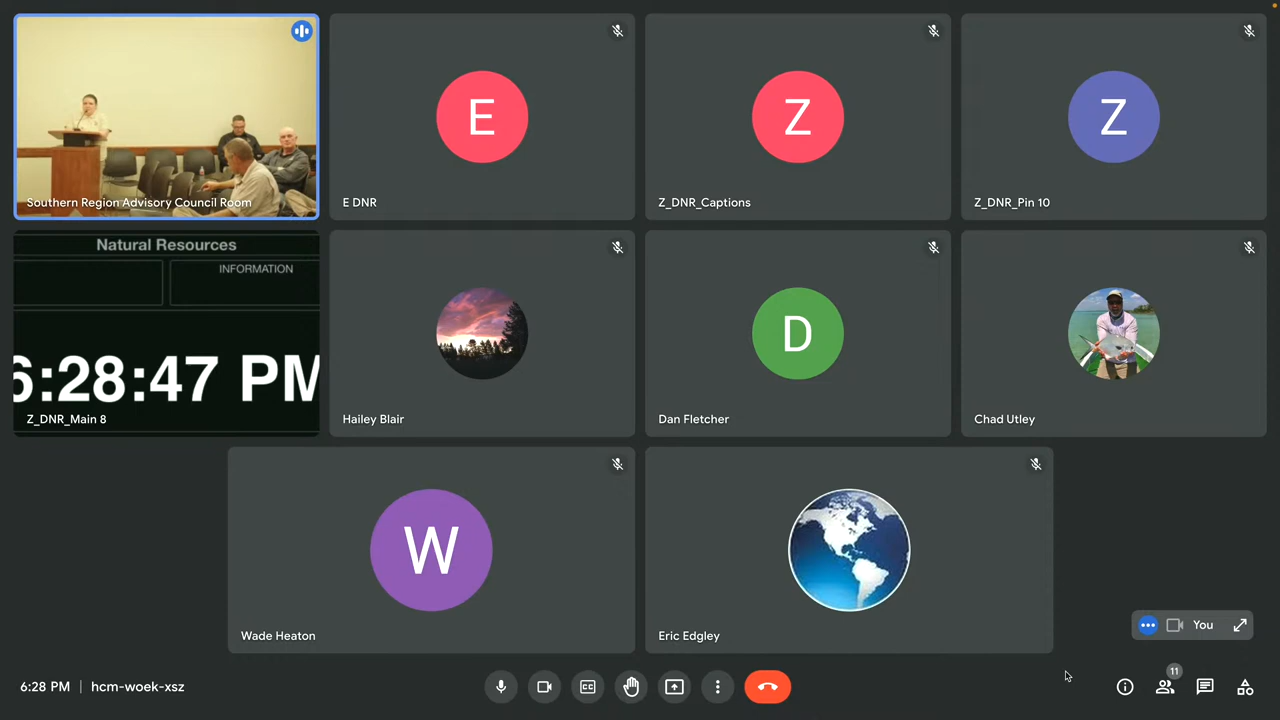 Southern Region Advisory Council Room
E
E DNR
Z
Z_DNR_Captions
Z
Z_DNR_Pin 10
Natural Resources
INFORMATION
6:28:47 PM
Z_DNR_Main 8
Hailey Blair
D
Dan Fletcher
Chad Utley
W
Wade Heaton
Eric Edgley
You
6:28 PM | hcm-woek-xsz
11